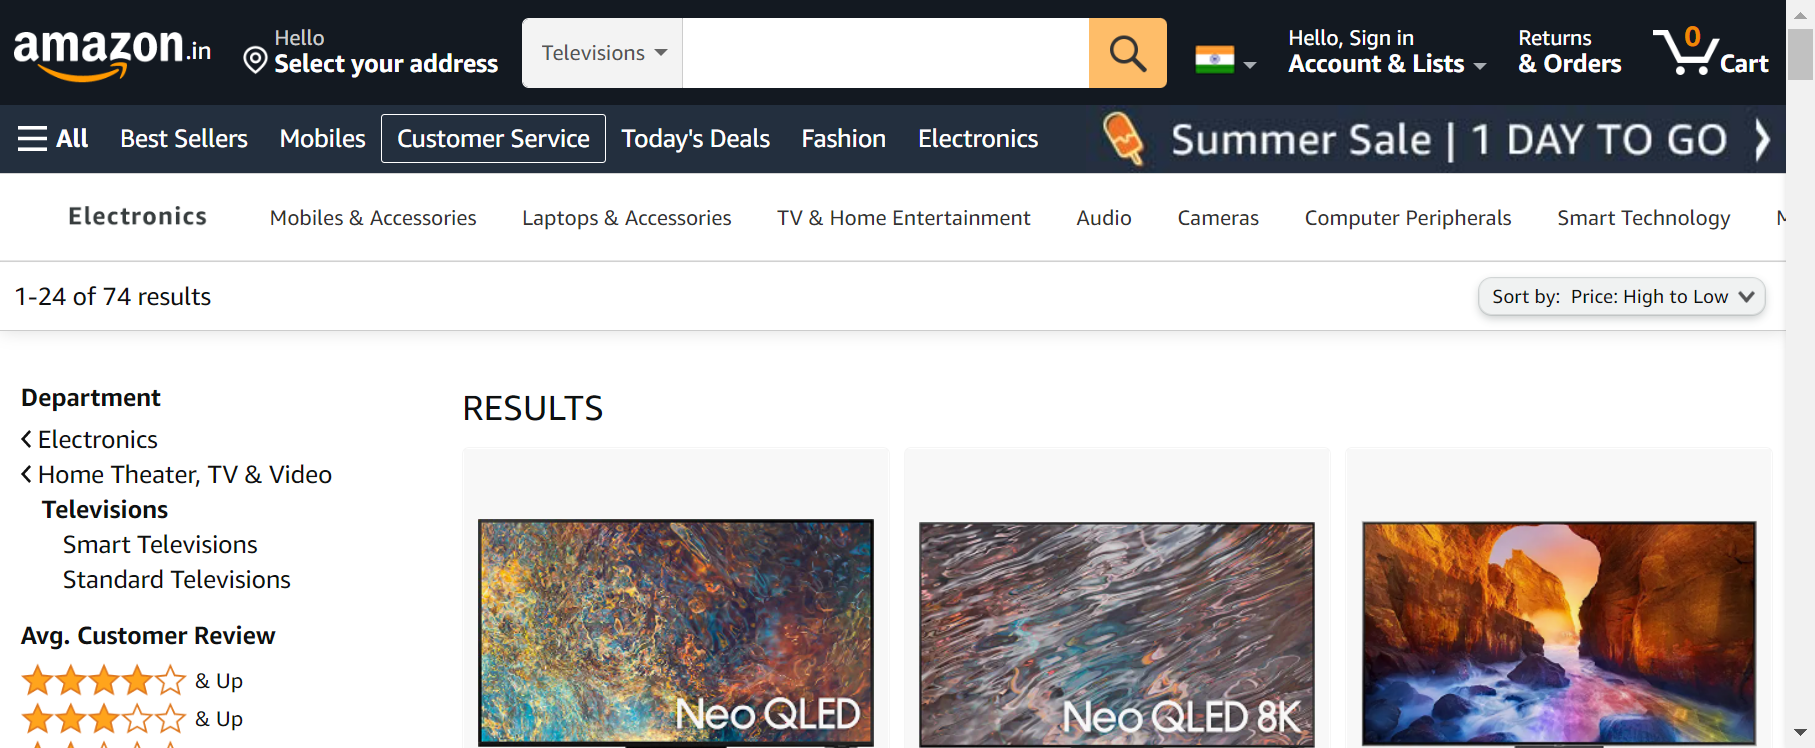 amazon.in
Hello
Select your address
Televisions
Hello, Sign in
Account & Lists
Returns
& Orders
0
Cart
All
Best Sellers
Mobiles
Customer Service
Today's Deals
Fashion
Electronics
Summer Sale | 1 DAY TO GO
Electronics
Mobiles & Accessories
Laptops & Accessories
TV & Home Entertainment
Audio
Cameras
Computer Peripherals
Smart Technology
1-24 of 74 results
Sort by: Price: High to Low
Department
Electronics
Home Theater, TV & Video
Televisions
Smart Televisions
Standard Televisions
Avg. Customer Review
& Up
& Up
RESULTS
Neo QLED
Neo QLED 8K